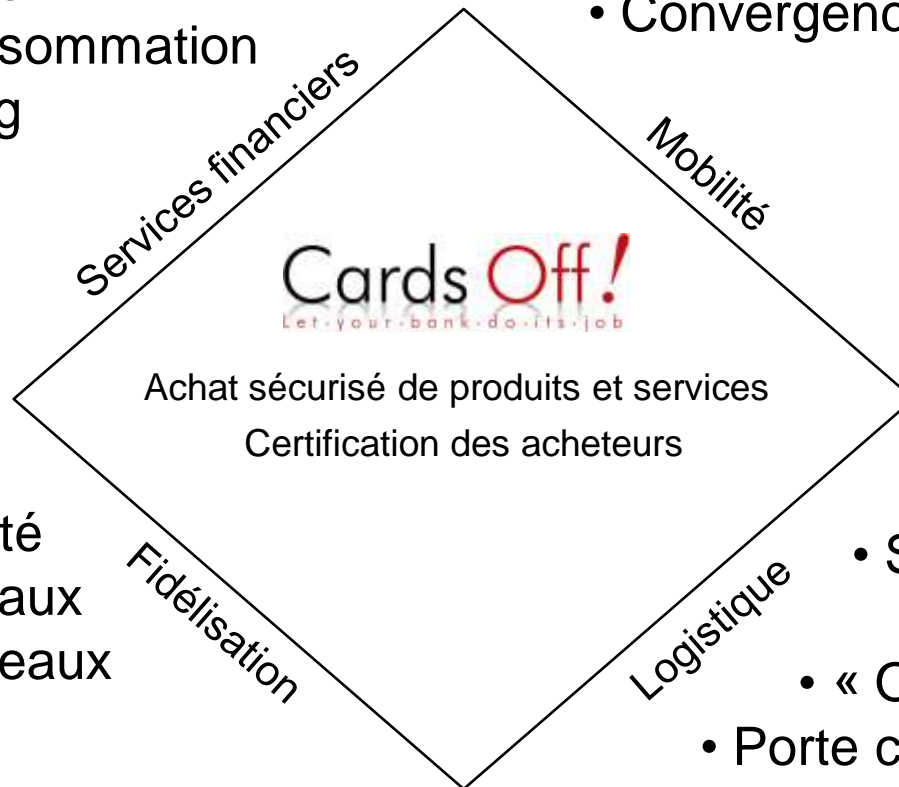 sommation
• Convergenc
g
Services financiers
Mobilité
Cards Off !
Let·your·bank·do·its·job
Achat sécurisé de produits et services
Certification des acheteurs
té
aux
eaux
Fidélisation
Logistique
• S
• « C
• Porte c